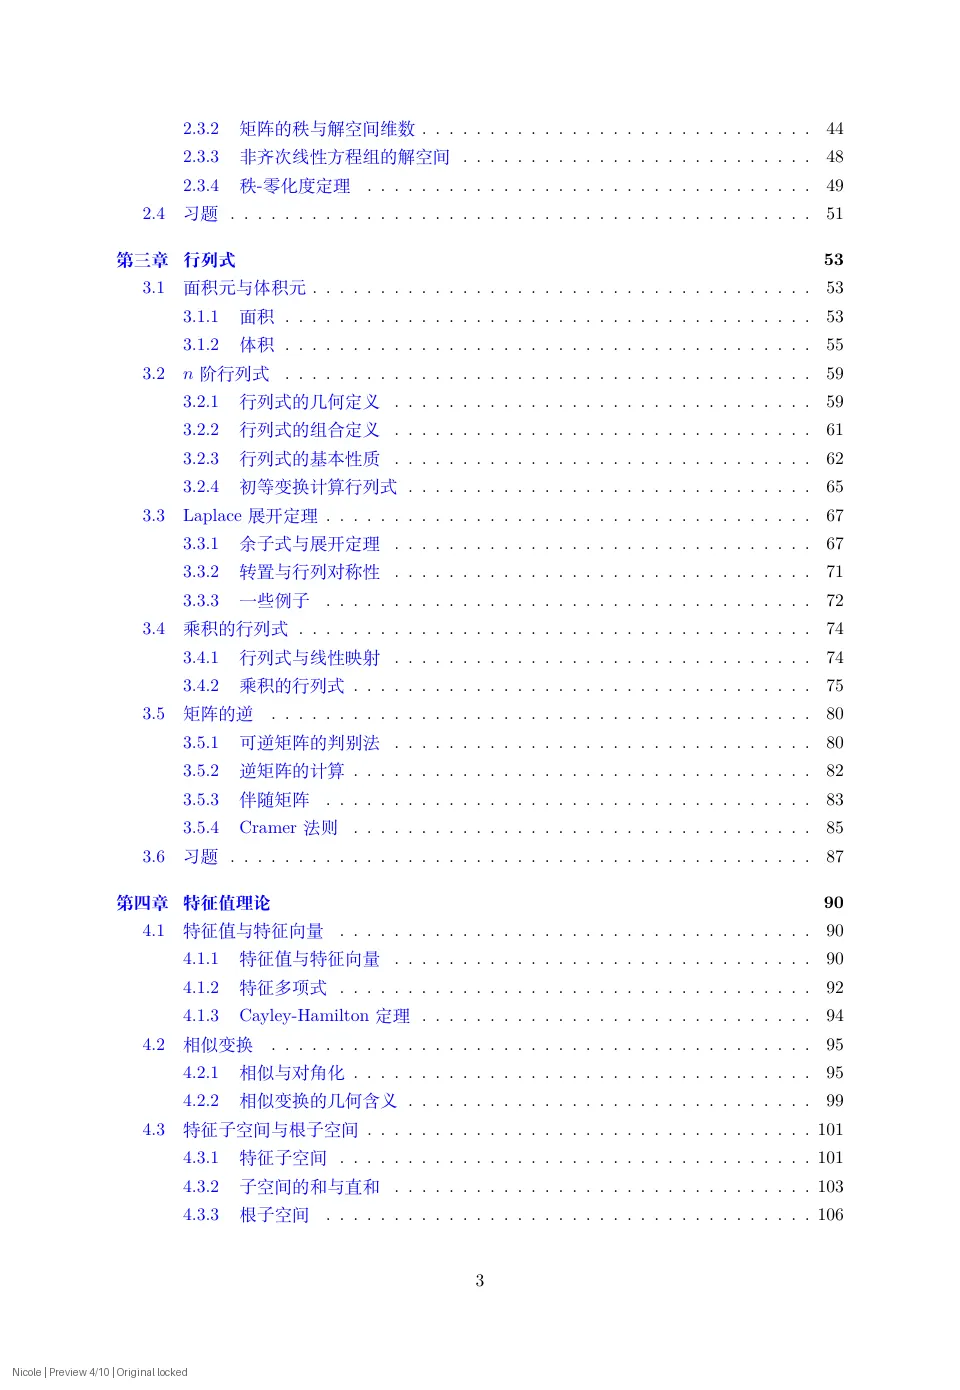 2.3.2 矩阵的秩与解空间维数 . . . . . . . . . . . . . . . . . . . . . . . . . . . . . 44
2.3.3 非齐次线性方程组的解空间 . . . . . . . . . . . . . . . . . . . . . . . . . . 48
2.3.4 秩-零化度定理 . . . . . . . . . . . . . . . . . . . . . . . . . . . . . . . . . 49
2.4 习题 . . . . . . . . . . . . . . . . . . . . . . . . . . . . . . . . . . . . . . . . . . . 51
第三章 行列式 53
3.1 面积元与体积元 . . . . . . . . . . . . . . . . . . . . . . . . . . . . . . . . . . . . . 53
3.1.1 面积 . . . . . . . . . . . . . . . . . . . . . . . . . . . . . . . . . . . . . . . 53
3.1.2 体积 . . . . . . . . . . . . . . . . . . . . . . . . . . . . . . . . . . . . . . . 55
3.2 n 阶行列式 . . . . . . . . . . . . . . . . . . . . . . . . . . . . . . . . . . . . . . . 59
3.2.1 行列式的几何定义 . . . . . . . . . . . . . . . . . . . . . . . . . . . . . . . 59
3.2.2 行列式的组合定义 . . . . . . . . . . . . . . . . . . . . . . . . . . . . . . . 61
3.2.3 行列式的基本性质 . . . . . . . . . . . . . . . . . . . . . . . . . . . . . . . 62
3.2.4 初等变换计算行列式 . . . . . . . . . . . . . . . . . . . . . . . . . . . . . . 65
3.3 Laplace 展开定理 . . . . . . . . . . . . . . . . . . . . . . . . . . . . . . . . . . . . 67
3.3.1 余子式与展开定理 . . . . . . . . . . . . . . . . . . . . . . . . . . . . . . . 67
3.3.2 转置与行列对称性 . . . . . . . . . . . . . . . . . . . . . . . . . . . . . . . 71
3.3.3 一些例子 . . . . . . . . . . . . . . . . . . . . . . . . . . . . . . . . . . . . 72
3.4 乘积的行列式 . . . . . . . . . . . . . . . . . . . . . . . . . . . . . . . . . . . . . . 74
3.4.1 行列式与线性映射 . . . . . . . . . . . . . . . . . . . . . . . . . . . . . . . 74
3.4.2 乘积的行列式 . . . . . . . . . . . . . . . . . . . . . . . . . . . . . . . . . . 75
3.5 矩阵的逆 . . . . . . . . . . . . . . . . . . . . . . . . . . . . . . . . . . . . . . . . 80
3.5.1 可逆矩阵的判别法 . . . . . . . . . . . . . . . . . . . . . . . . . . . . . . . 80
3.5.2 逆矩阵的计算 . . . . . . . . . . . . . . . . . . . . . . . . . . . . . . . . . . 82
3.5.3 伴随矩阵 . . . . . . . . . . . . . . . . . . . . . . . . . . . . . . . . . . . . 83
3.5.4 Cramer 法则 . . . . . . . . . . . . . . . . . . . . . . . . . . . . . . . . . . 85
3.6 习题 . . . . . . . . . . . . . . . . . . . . . . . . . . . . . . . . . . . . . . . . . . . 87
第四章 特征值理论 90
4.1 特征值与特征向量 . . . . . . . . . . . . . . . . . . . . . . . . . . . . . . . . . . . 90
4.1.1 特征值与特征向量 . . . . . . . . . . . . . . . . . . . . . . . . . . . . . . . 90
4.1.2 特征多项式 . . . . . . . . . . . . . . . . . . . . . . . . . . . . . . . . . . . 92
4.1.3 Cayley-Hamilton 定理 . . . . . . . . . . . . . . . . . . . . . . . . . . . . . 94
4.2 相似变换 . . . . . . . . . . . . . . . . . . . . . . . . . . . . . . . . . . . . . . . . 95
4.2.1 相似与对角化 . . . . . . . . . . . . . . . . . . . . . . . . . . . . . . . . . . 95
4.2.2 相似变换的几何含义 . . . . . . . . . . . . . . . . . . . . . . . . . . . . . . 99
4.3 特征子空间与根子空间 . . . . . . . . . . . . . . . . . . . . . . . . . . . . . . . . . 101
4.3.1 特征子空间 . . . . . . . . . . . . . . . . . . . . . . . . . . . . . . . . . . . 101
4.3.2 子空间的和与直和 . . . . . . . . . . . . . . . . . . . . . . . . . . . . . . . 103
4.3.3 根子空间 . . . . . . . . . . . . . . . . . . . . . . . . . . . . . . . . . . . . 106
3
Nicole | Preview 4/10 | Original locked